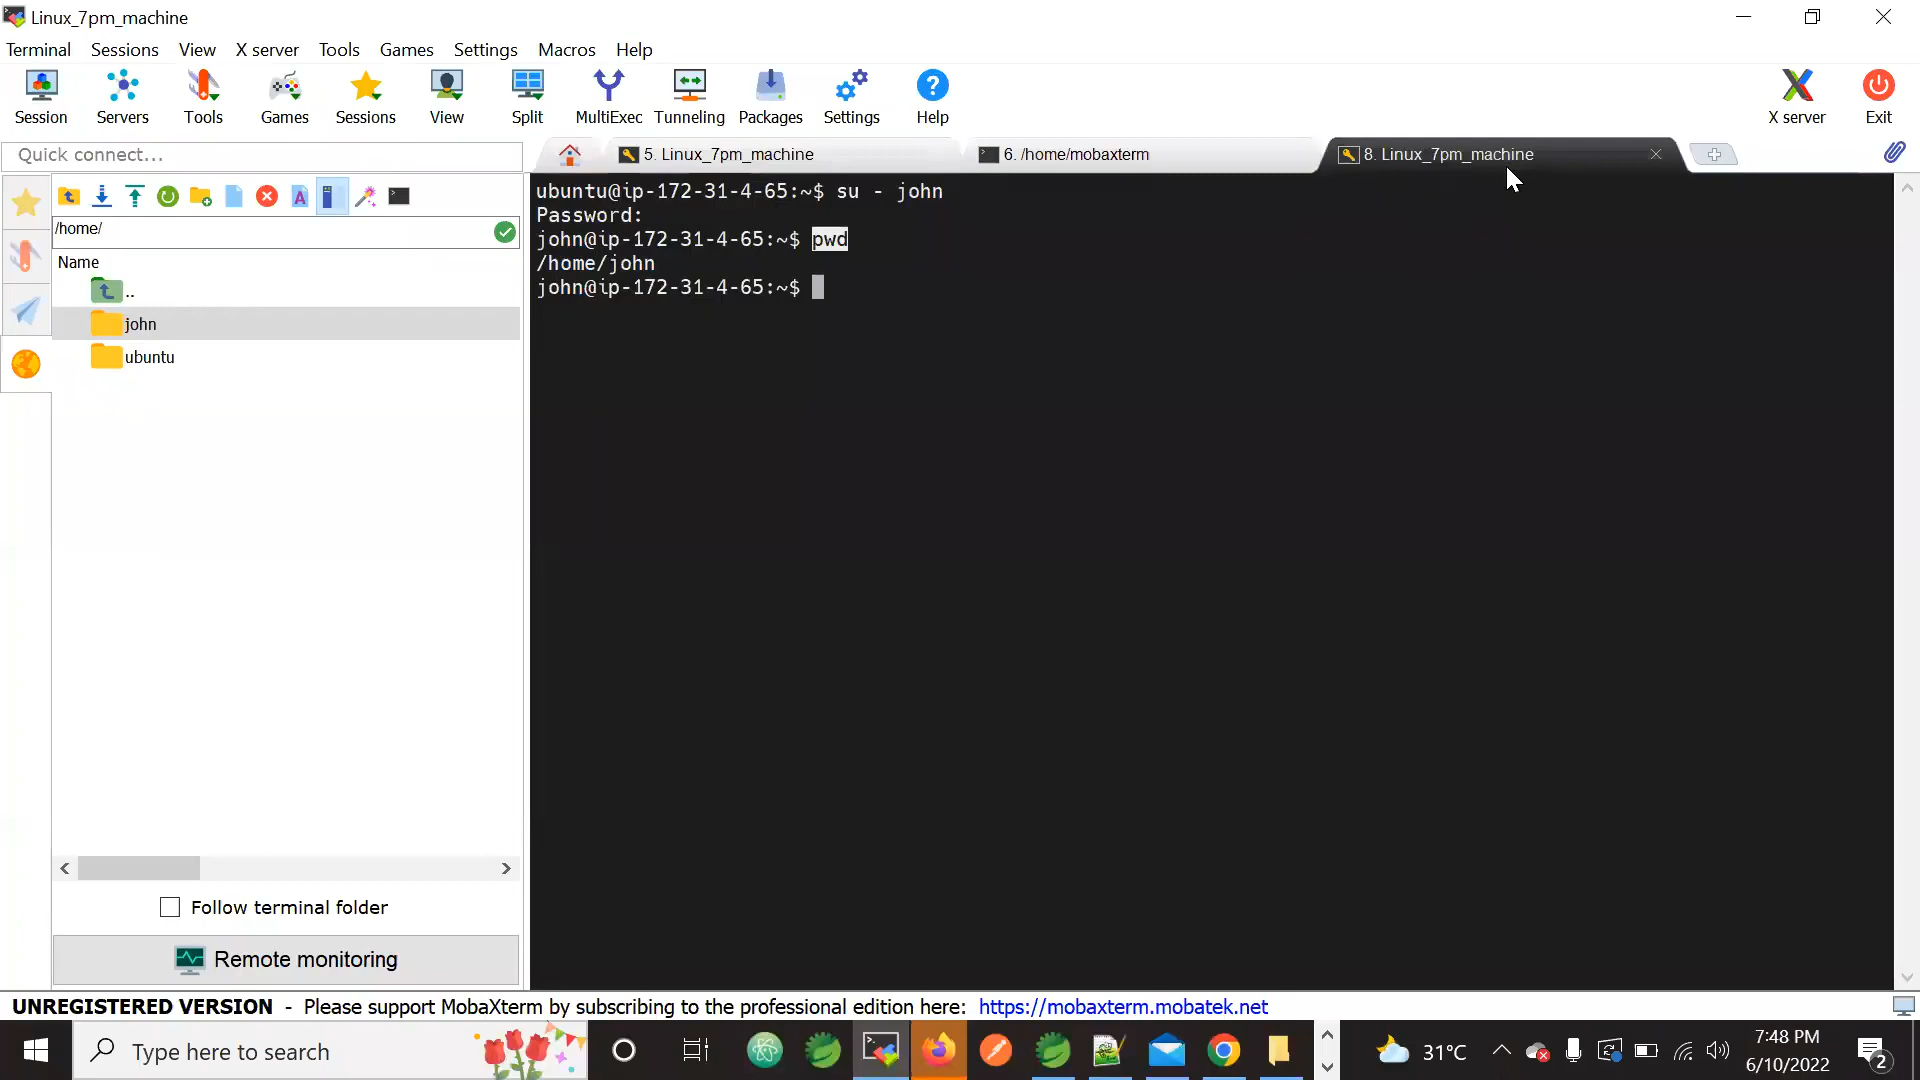 Linux_7pm_machine
Terminal Sessions View X server Tools Games Settings Macros Help
Session Servers Tools Games Sessions View Split MultiExec Tunneling Packages Settings Help X server Exit
Quick connect...
5. Linux_7pm_machine
6. /home/mobaxterm
8. Linux_7pm_machine
/home/
Name
..
john
ubuntu
Follow terminal folder
Remote monitoring
ubuntu@ip-172-31-4-65:~$ su - john
Password:
john@ip-172-31-4-65:~$ pwd
/home/john
john@ip-172-31-4-65:~$
UNREGISTERED VERSION - Please support MobaXterm by subscribing to the professional edition here: https://mobaxterm.mobatek.net
Type here to search
31°C
7:48 PM
6/10/2022
2